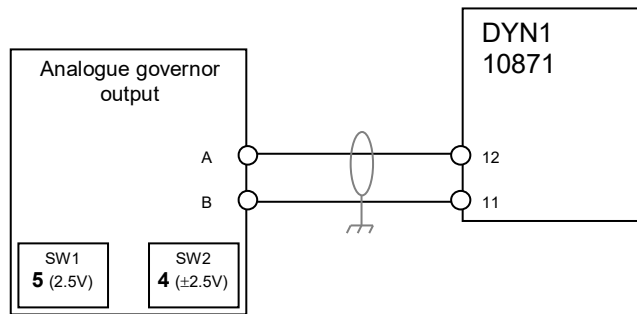 DYN1
10871
Analogue governor
output
A
12
B
11
SW1
5 (2.5V)
SW2
4 (±2.5V)